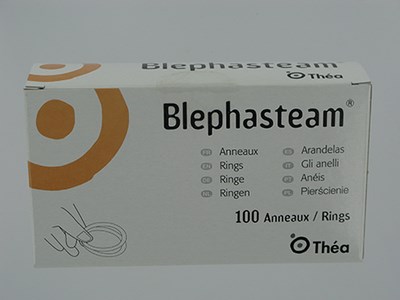 Blephasteam
Théa
Blephasteam®
FR Anneaux
EN Rings
DE Ringe
NL Ringen
ES Arandelas
IT Gli anelli
PT Anéis
PL Pierścienie
100 Anneaux / Rings
Théa